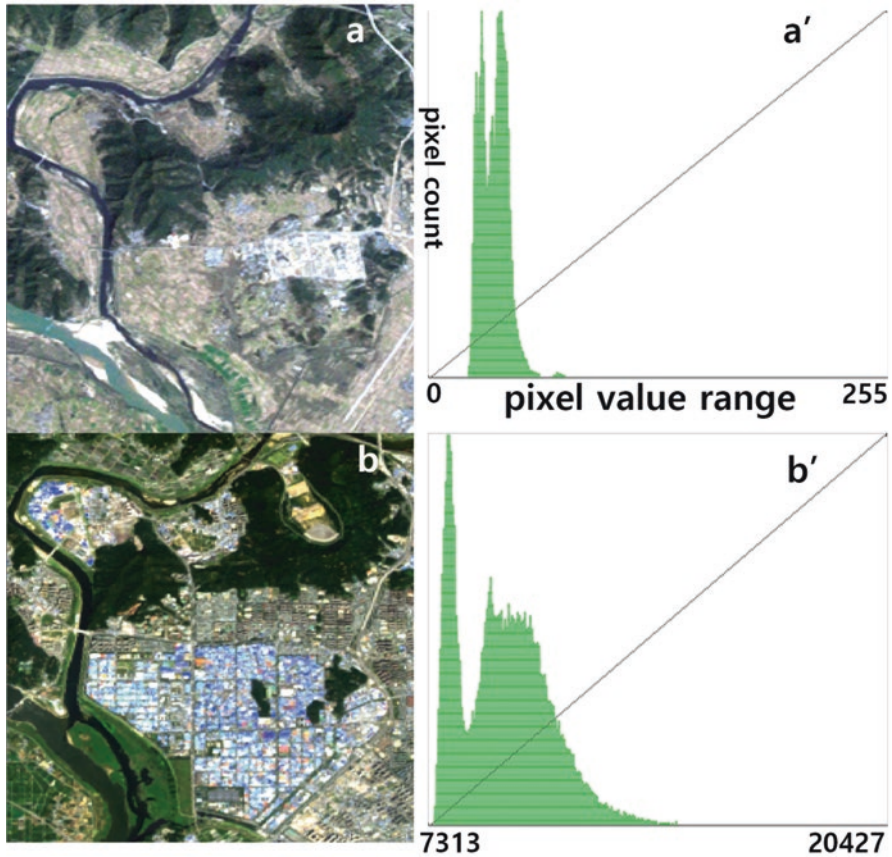 a
a′
pixel count
0
pixel value range
255
b
b′
7313
20427